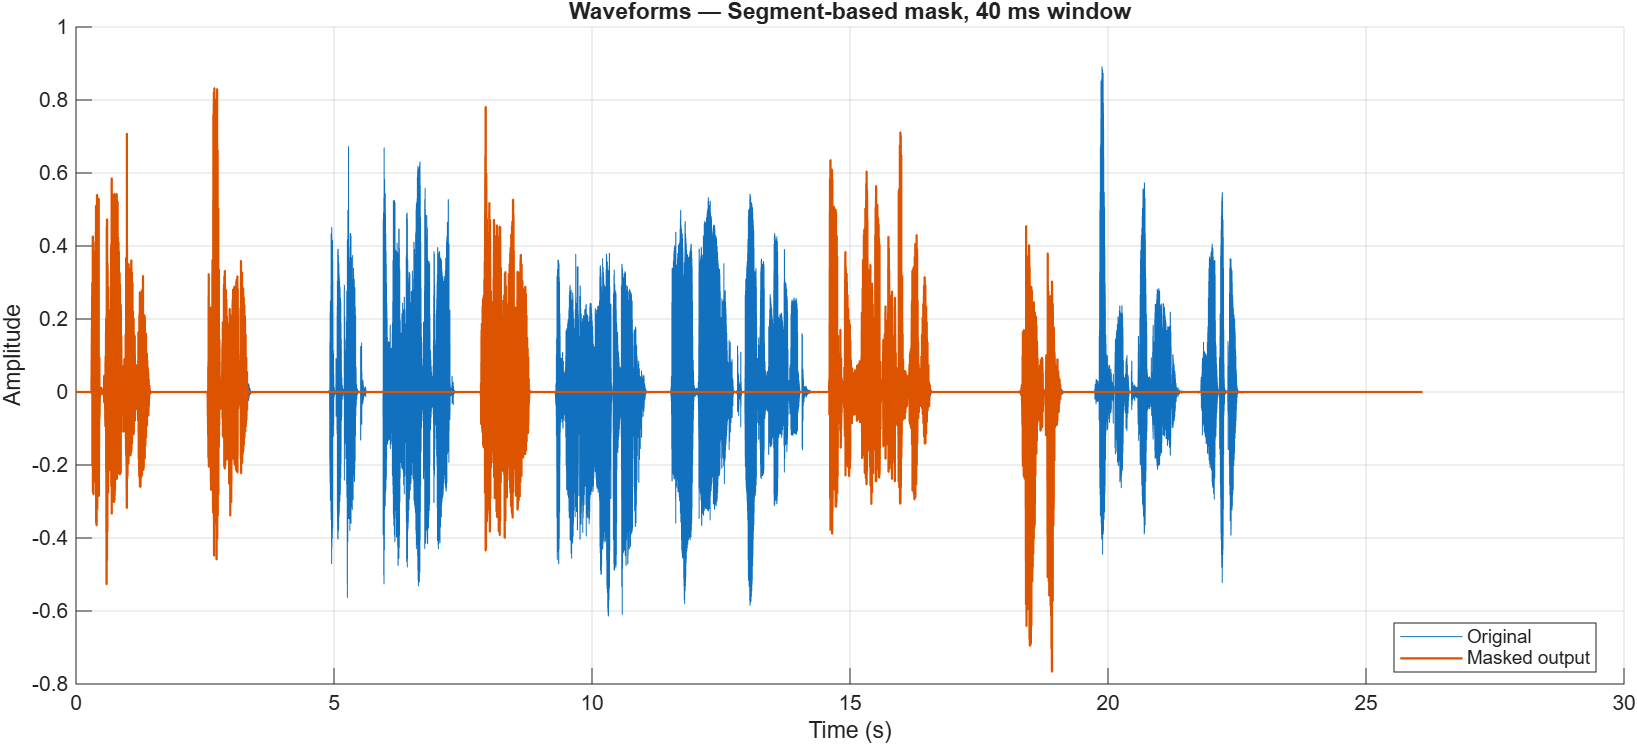 Waveforms — Segment-based mask, 40 ms window
1
0.8
0.6
0.4
0.2
0
-0.2
-0.4
-0.6
-0.8
Amplitude
0 5 10 15 20 25 30
Time (s)
Original
Masked output